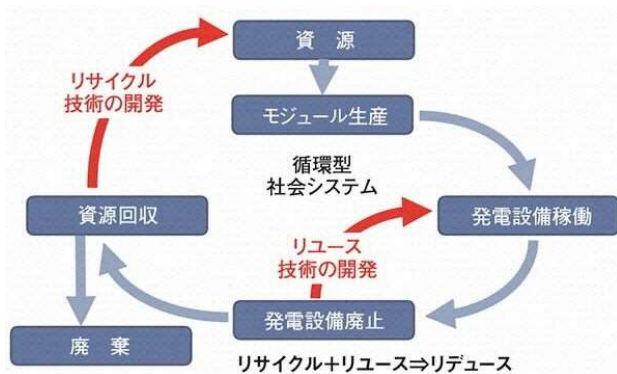 資 源
リサイクル
技術の開発
モジュール生産
循環型
社会システム
資源回収
発電設備稼働
リユース
技術の開発
発電設備廃止
廃 棄
リサイクル＋リユース⇒リデュース